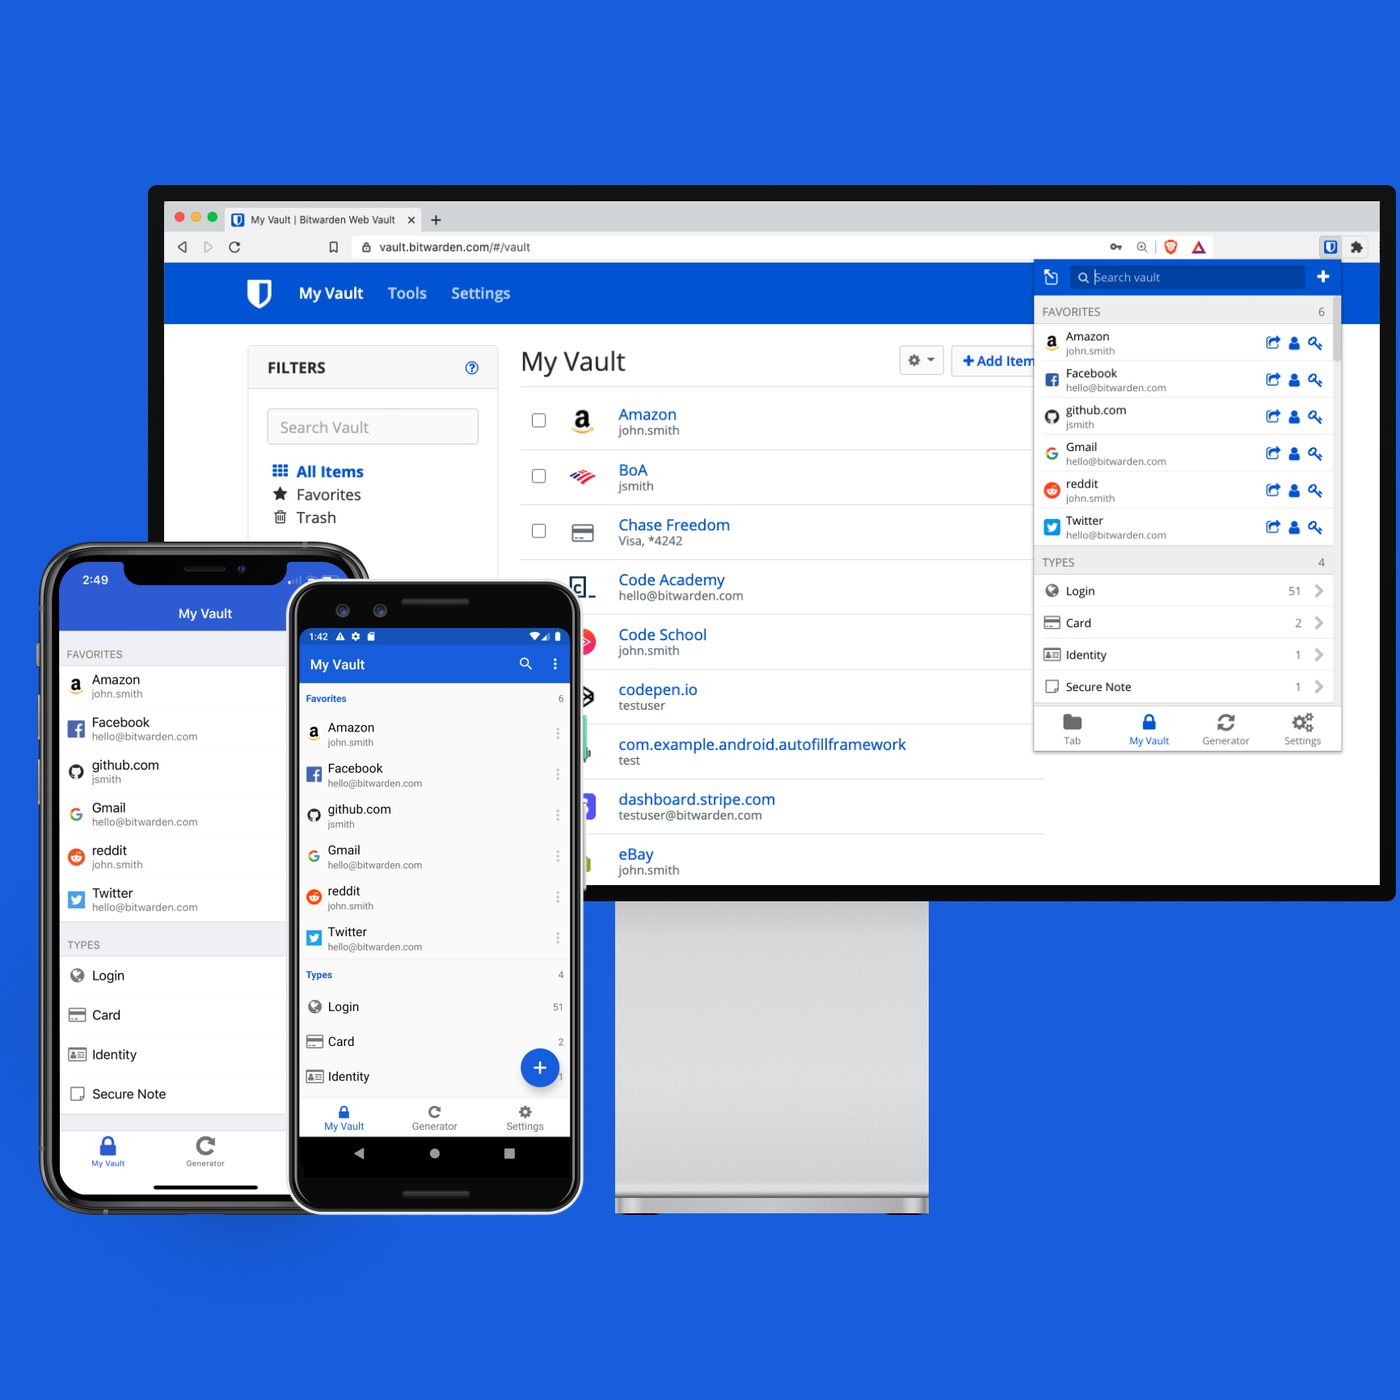 My Vault | Bitwarden Web Vault
vault.bitwarden.com/#/vault
My Vault Tools Settings
FILTERS
Search Vault
All Items
Favorites
Trash
My Vault
Add Item
Amazon
john.smith
BoA
jsmith
Chase Freedom
Visa, *4242
Code Academy
hello@bitwarden.com
Code School
john.smith
codepen.io
testuser
com.example.android.autofillframework
test
dashboard.stripe.com
testuser@bitwarden.com
eBay
john.smith
Search vault
FAVORITES 6
Amazon
john.smith
Facebook
hello@bitwarden.com
github.com
jsmith
Gmail
hello@bitwarden.com
reddit
john.smith
Twitter
hello@bitwarden.com
TYPES 4
Login 51
Card 2
Identity 1
Secure Note 1
Tab My Vault Generator Settings
2:49
My Vault
FAVORITES
Amazon
john.smith
Facebook
hello@bitwarden.com
github.com
jsmith
Gmail
hello@bitwarden.com
reddit
john.smith
Twitter
hello@bitwarden.com
TYPES
Login
Card
Identity
Secure Note
My Vault Generator
1:42
My Vault
Favorites 6
Amazon
john.smith
Facebook
hello@bitwarden.com
github.com
jsmith
Gmail
hello@bitwarden.com
reddit
john.smith
Twitter
hello@bitwarden.com
Types 4
Login 51
Card 2
Identity 1
My Vault Generator Settings